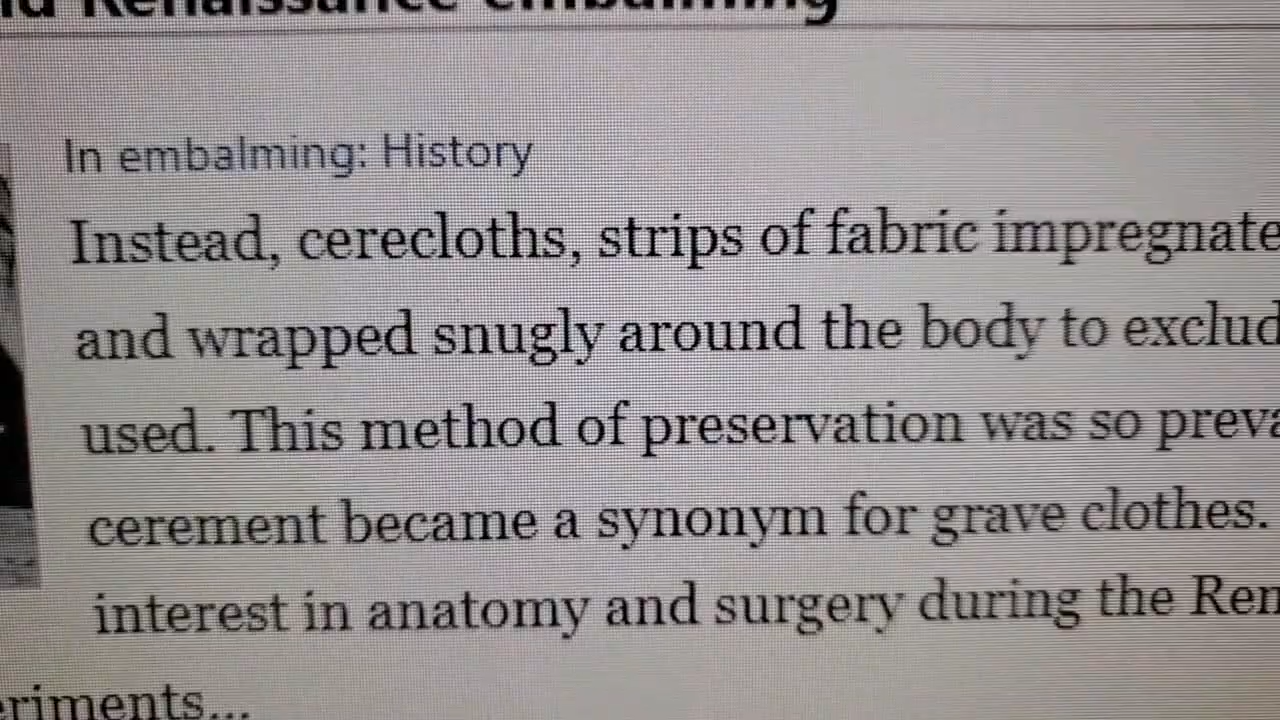 Renaissance embalming
In embalming: History
Instead, cerecloths, strips of fabric impregnate
and wrapped snugly around the body to exclud
used. This method of preservation was so preva
cerement became a synonym for grave clothes.
interest in anatomy and surgery during the Ren
eriments...